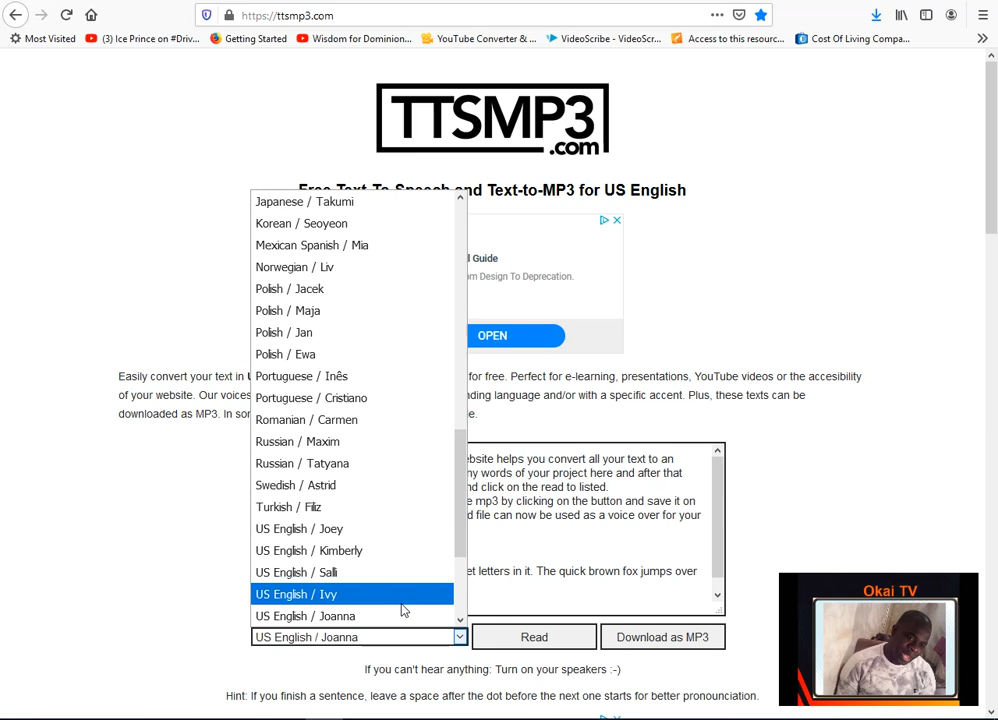 https://ttsmp3.com
Most Visited
(3) Ice Prince on #Driv...
Getting Started
Wisdom for Dominion...
YouTube Converter & ...
VideoScribe - VideoScr...
Access to this resourc...
Cost Of Living Compa...
TTSMP3
.com
Free Text-To-Speech and Text-to-MP3 for US English
Japanese / Takumi
Korean / Seoyeon
Mexican Spanish / Mia
Norwegian / Liv
l Guide
om Design To Deprecation.
Polish / Jacek
Polish / Maja
Polish / Jan
OPEN
Polish / Ewa
Easily convert your text in
for free. Perfect for e-learning, presentations, YouTube videos or the accesibility
Portuguese / Inês
of your website. Our voices
ding language and/or with a specific accent. Plus, these texts can be
Portuguese / Cristiano
downloaded as MP3. In som
e.
Romanian / Carmen
Russian / Maxim
Russian / Tatyana
Swedish / Astrid
Turkish / Filiz
US English / Joey
US English / Kimberly
US English / Salli
US English / Ivy
US English / Joanna
bsite helps you convert all your text to an
ny words of your project here and after that
nd click on the read to listed.
e mp3 by clicking on the button and save it on
d file can now be used as a voice over for your
et letters in it. The quick brown fox jumps over
US English / Joanna
Read
Download as MP3
Okai TV
If you can't hear anything: Turn on your speakers :-)
Hint: If you finish a sentence, leave a space after the dot before the next one starts for better pronounciation.